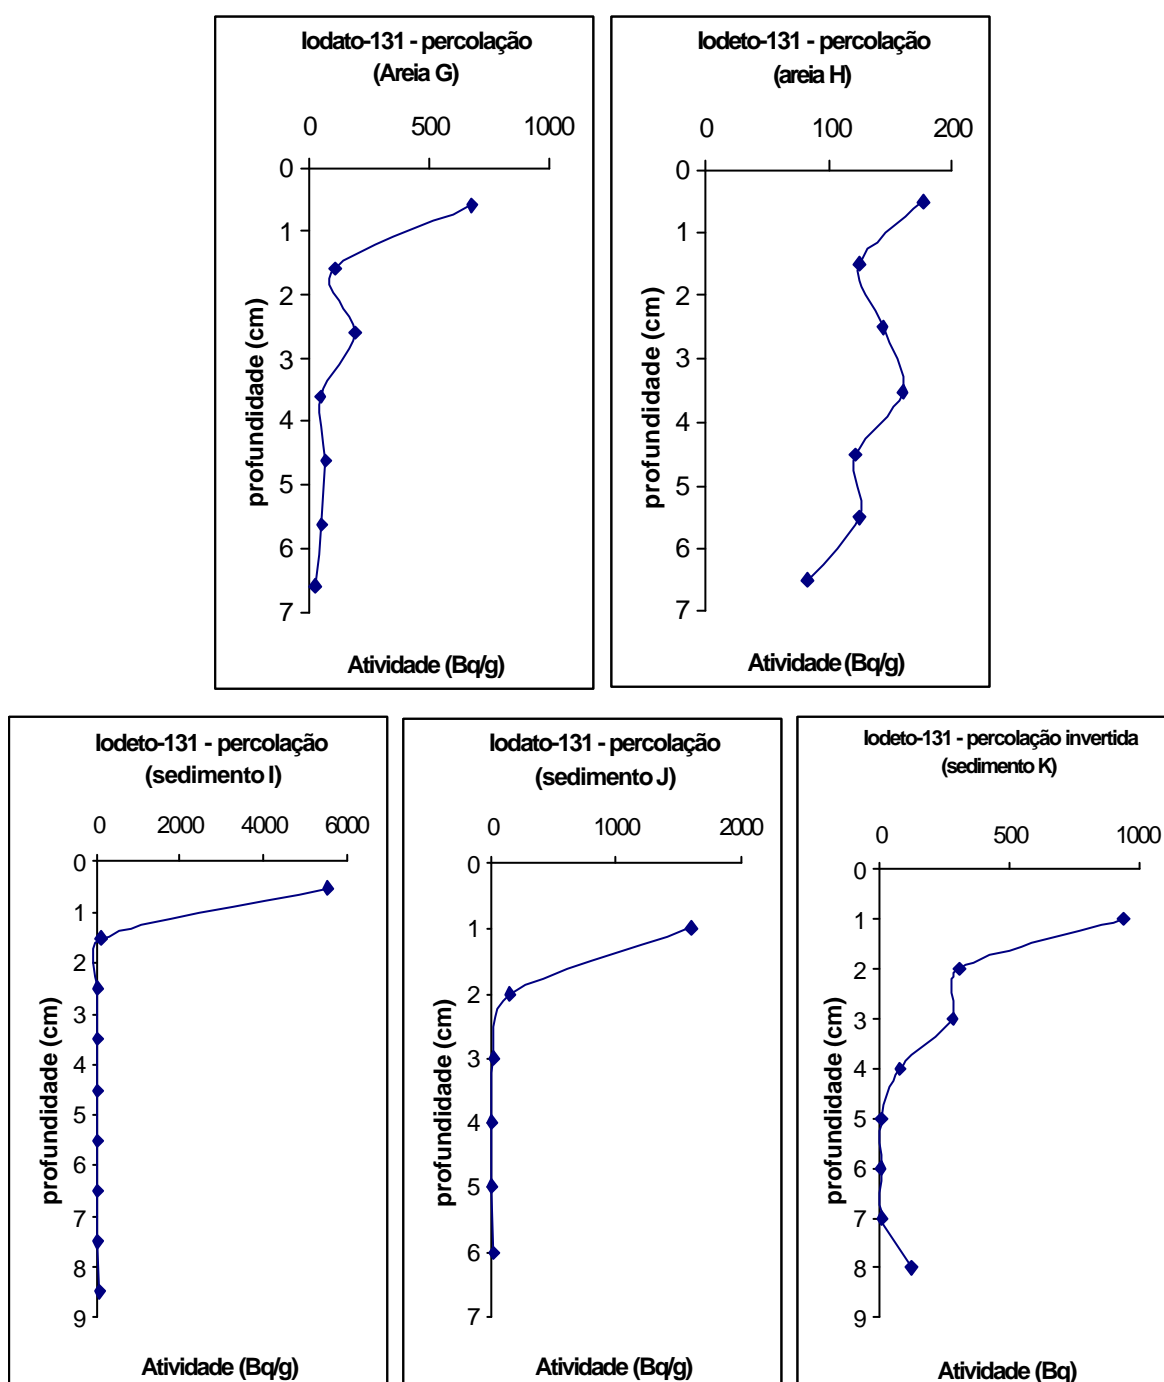 Iodato-131 - percolação
(Areia G)
0 500 1000
0
1
2
3
4
5
6
7
profundidade (cm)
Atividade (Bq/g)
Iodeto-131 - percolação
(areia H)
0 100 200
0
1
2
3
4
5
6
7
profundidade (cm)
Atividade (Bq/g)
Iodeto-131 - percolação
(sedimento I)
0 2000 4000 6000
0
1
2
3
4
5
6
7
8
9
profundidade (cm)
Atividade (Bq/g)
Iodato-131 - percolação
(sedimento J)
0 1000 2000
0
1
2
3
4
5
6
7
profundidade (cm)
Atividade (Bq/g)
Iodeto-131 - percolação invertida
(sedimento K)
0 500 1000
0
1
2
3
4
5
6
7
8
9
profundidade (cm)
Atividade (Bq)